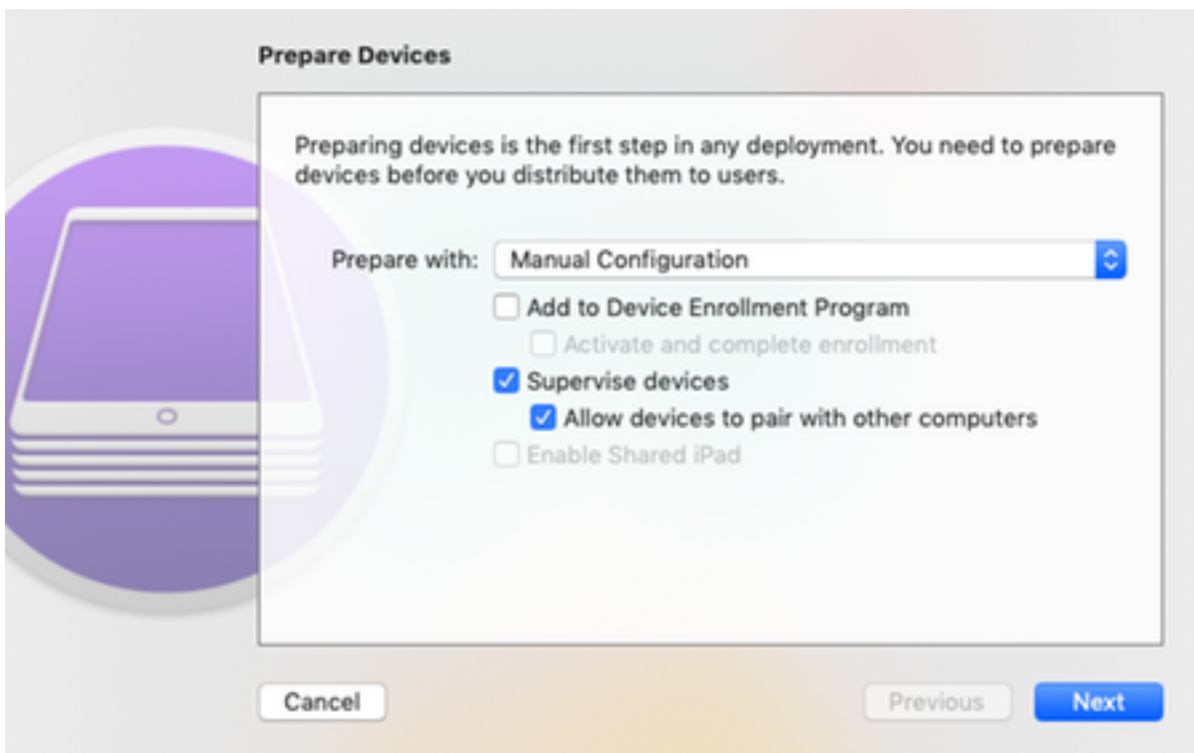 Prepare Devices
Preparing devices is the first step in any deployment. You need to prepare
devices before you distribute them to users.
Prepare with: Manual Configuration
Add to Device Enrollment Program
Activate and complete enrollment
Supervise devices
Allow devices to pair with other computers
Enable Shared iPad
Cancel Previous Next